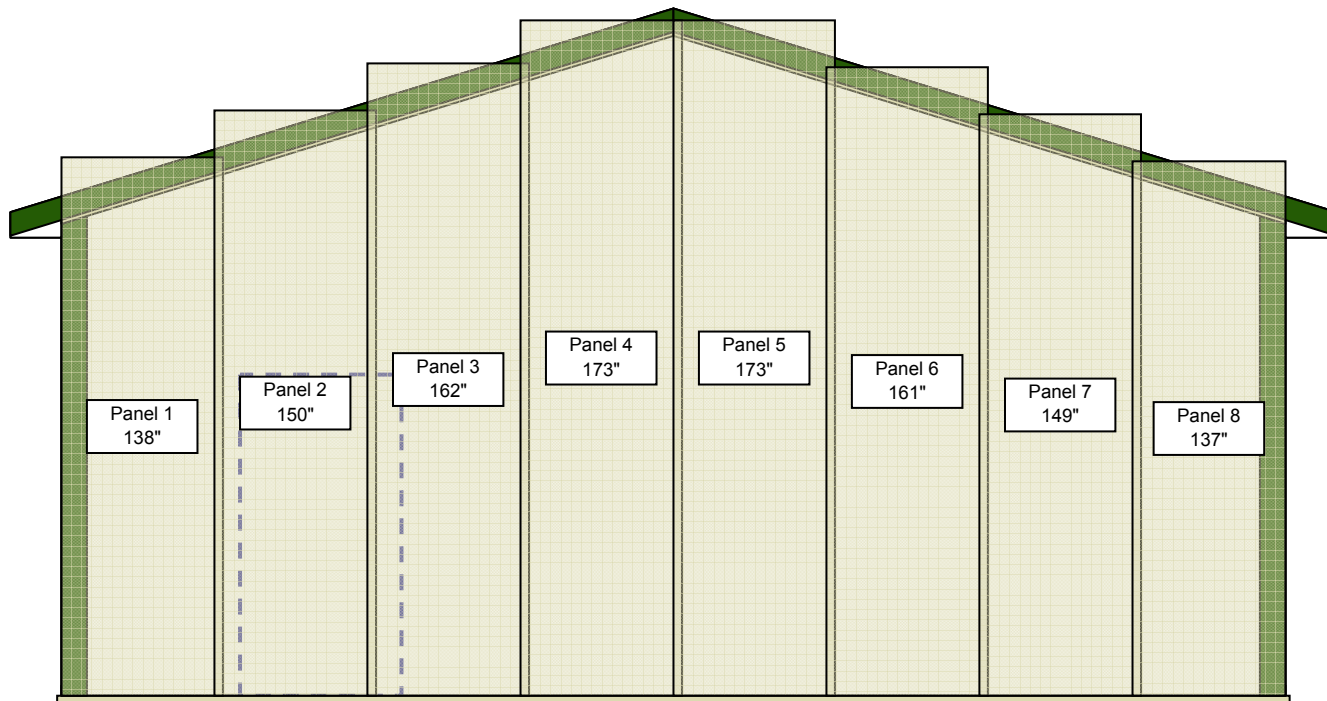 Panel 1
138"
Panel 2
150"
Panel 3
162"
Panel 4
173"
Panel 5
173"
Panel 6
161"
Panel 7
149"
Panel 8
137"